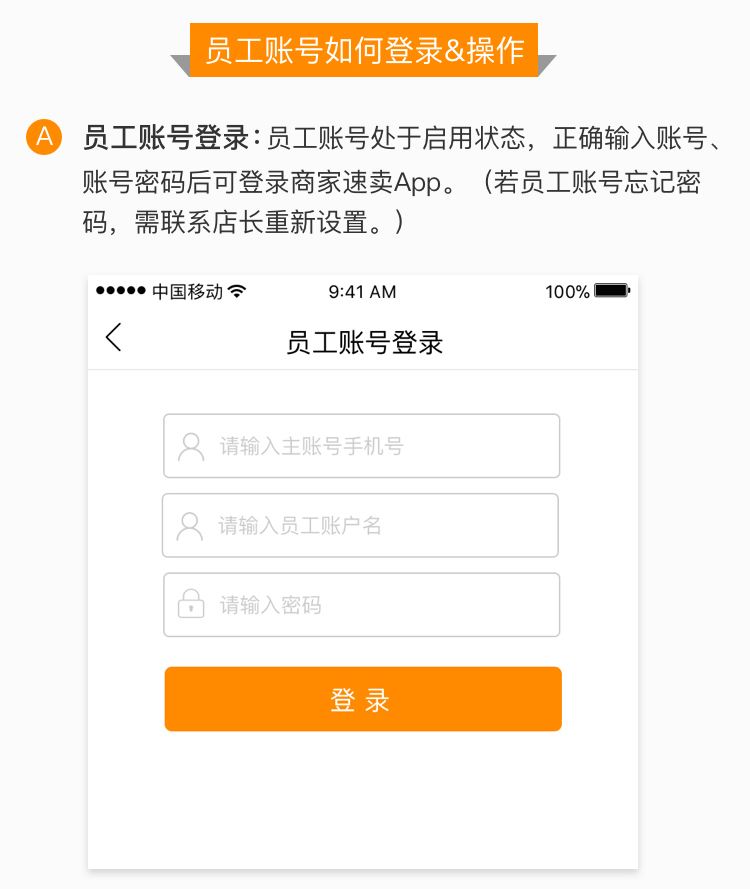 员工账号如何登录&操作
A
员工账号登录：员工账号处于启用状态，正确输入账号、
账号密码后可登录商家速卖App。（若员工账号忘记密
码，需联系店长重新设置。）
中国移动 9:41 AM 100%
员工账号登录
请输入主账号手机号
请输入员工账户名
请输入密码
登 录